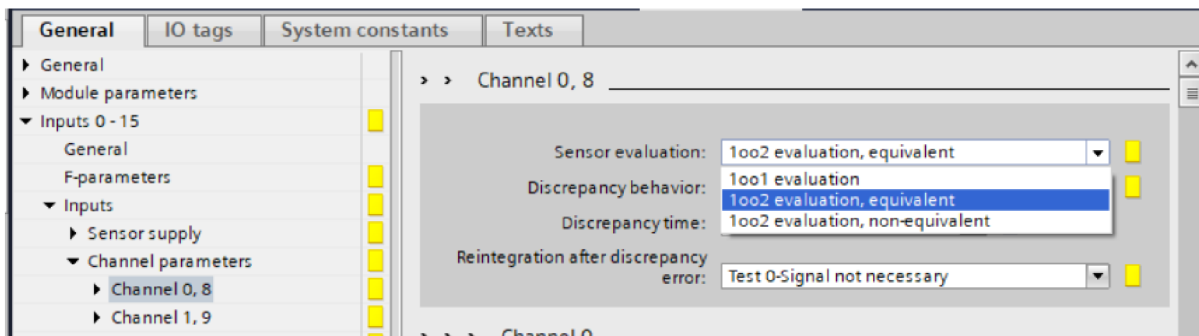 General IO tags System constants Texts
General
Module parameters
Inputs 0 - 15
General
F-parameters
Inputs
Sensor supply
Channel parameters
Channel 0, 8
Channel 1, 9
> > Channel 0, 8
Sensor evaluation: 1oo2 evaluation, equivalent
1oo1 evaluation
1oo2 evaluation, equivalent
1oo2 evaluation, non-equivalent
Discrepancy behavior:
Discrepancy time:
Reintegration after discrepancy
error: Test 0-Signal not necessary
> > > Channel 0